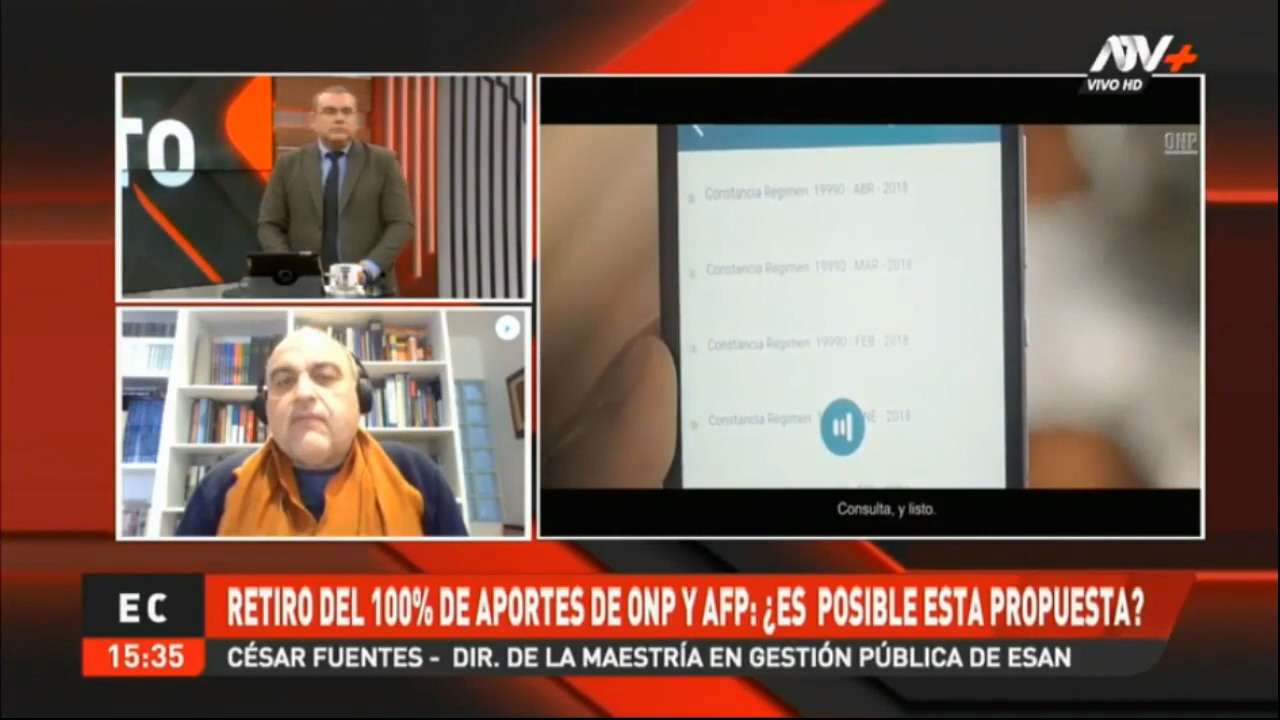 ATV+
VIVO HD
TO
ONP
Constancia Régimen 19990 - ABR - 2018
Constancia Régimen 19990 - MAR - 2018
Constancia Régimen 19990 - FEB - 2018
Constancia Régimen NE - 2018
Consulta, y listo.
EC
RETIRO DEL 100% DE APORTES DE ONP Y AFP: ¿ES POSIBLE ESTA PROPUESTA?
15:35
CÉSAR FUENTES - DIR. DE LA MAESTRÍA EN GESTIÓN PÚBLICA DE ESAN